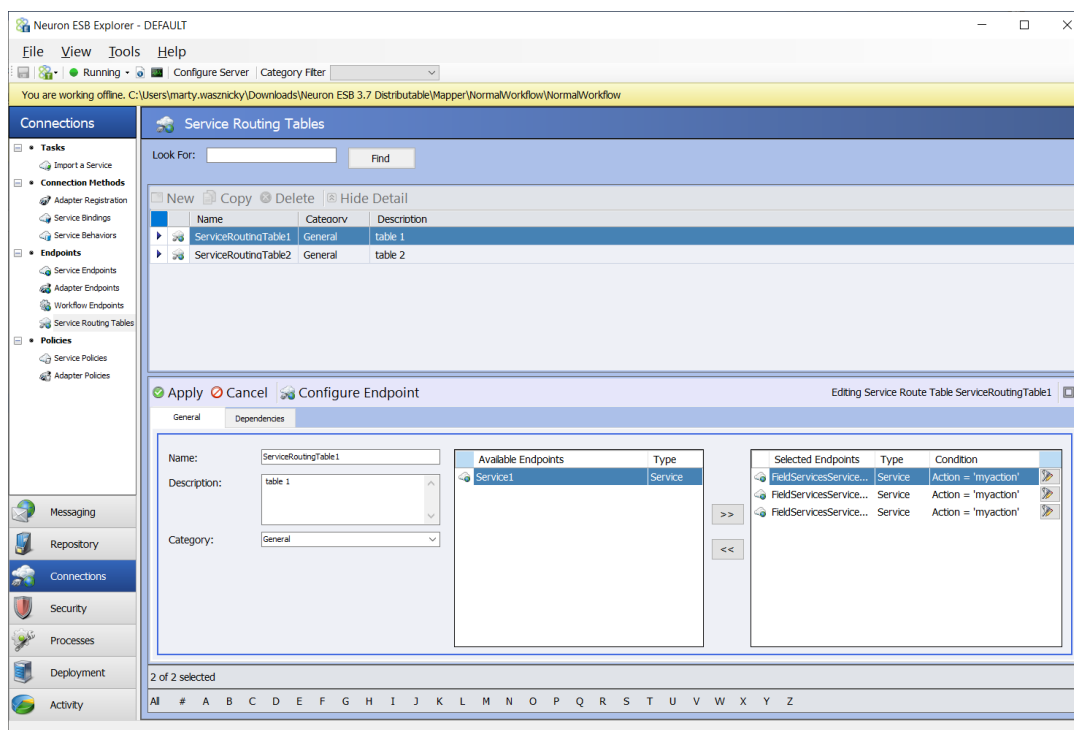 Neuron ESB Explorer - DEFAULT
File View Tools Help
Running Configure Server Category Filter
You are working offline. C:\Users\marty.wasznicky\Downloads\Neuron ESB 3.7 Distributable\Mapper\NormalWorkflow\NormalWorkflow
Connections
Tasks
Import a Service
Connection Methods
Adapter Registration
Service Bindings
Service Behaviors
Endpoints
Service Endpoints
Adapter Endpoints
Workflow Endpoints
Service Routing Tables
Policies
Service Policies
Adapter Policies
Messaging
Repository
Connections
Security
Processes
Deployment
Activity
Service Routing Tables
Look For: Find
New Copy Delete Hide Detail
Name Category Description
ServiceRoutingTable1 General table 1
ServiceRoutingTable2 General table 2
Apply Cancel Configure Endpoint Editing Service Route Table ServiceRoutingTable1
General Dependencies
Name: ServiceRoutingTable1
Description: table 1
Category: General
Available Endpoints Type
Service1 Service
>>
<<
Selected Endpoints Type Condition
FieldServicesService... Service Action = 'myaction'
FieldServicesService... Service Action = 'myaction'
FieldServicesService... Service Action = 'myaction'
2 of 2 selected
All # A B C D E F G H I J K L M N O P Q R S T U V W X Y Z